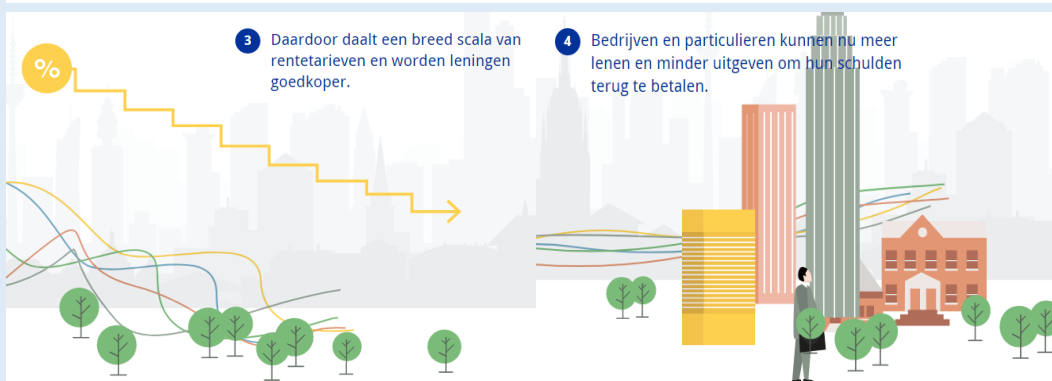 %
3 Daardoor daalt een breed scala van
rentetarieven en worden leningen
goedkoper.
4 Bedrijven en particulieren kunnen nu meer
lenen en minder uitgeven om hun schulden
terug te betalen.